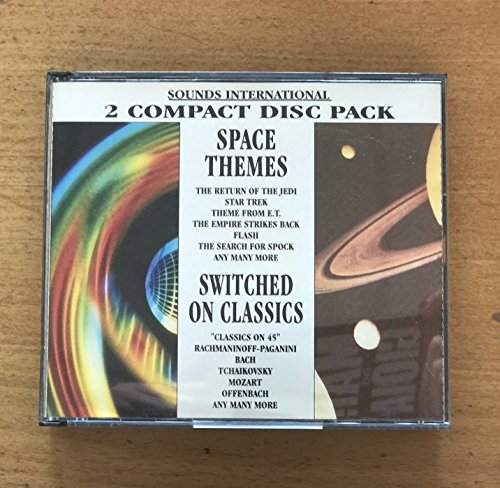 SOUNDS INTERNATIONAL
2 COMPACT DISC PACK
SPACE
THEMES
THE RETURN OF THE JEDI
STAR TREK
THEME FROM E.T.
THE EMPIRE STRIKES BACK
FLASH
THE SEARCH FOR SPOCK
ANY MANY MORE
SWITCHED
ON CLASSICS
"CLASSICS ON 45"
RACHMANINOFF-PAGANINI
BACH
TCHAIKOVSKY
MOZART
OFFENBACH
ANY MANY MORE